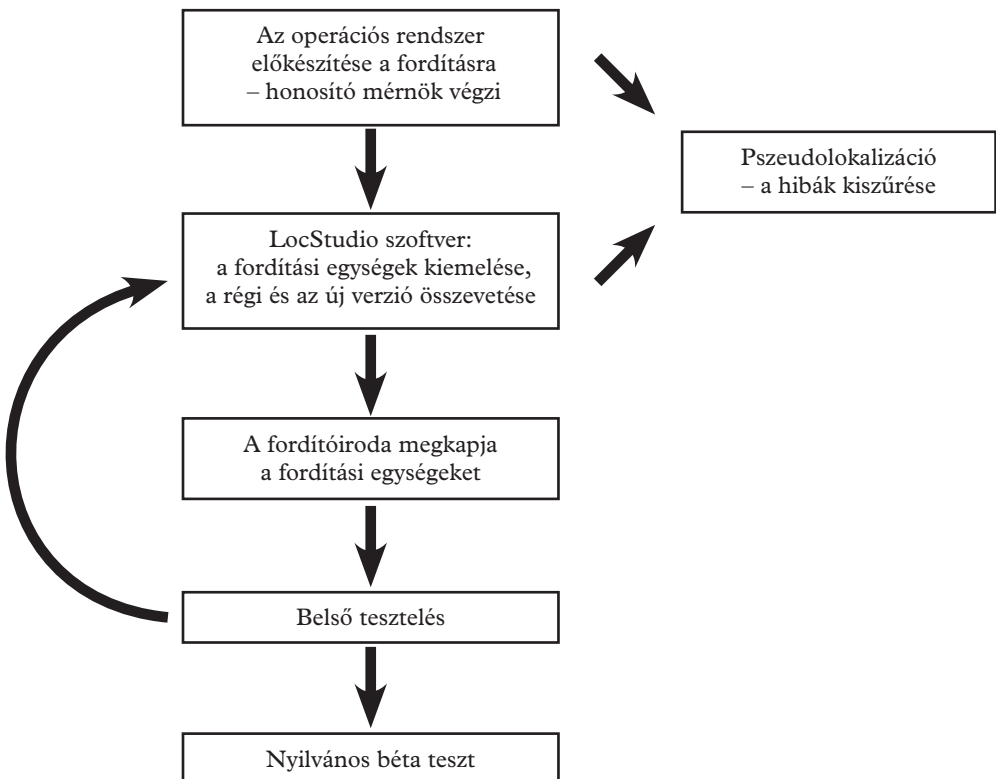 Az operációs rendszer
előkészítése a fordításra
– honosító mérnök végzi
Pszeudolokalizáció
– a hibák kiszűrése
LocStudio szoftver:
a fordítási egységek kiemelése,
a régi és az új verzió összevetése
A fordítóiroda megkapja
a fordítási egységeket
Belső tesztelés
Nyilvános béta teszt